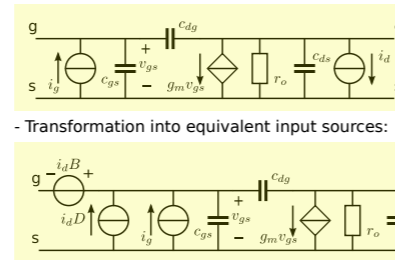 c_dg
g
+
i_g c_gs v_gs g_m v_gs r_o c_ds i_d
−
s
- Transformation into equivalent input sources:
i_d B
g − + c_dg
+
i_d D i_g c_gs v_gs g_m v_gs r_o
−
s